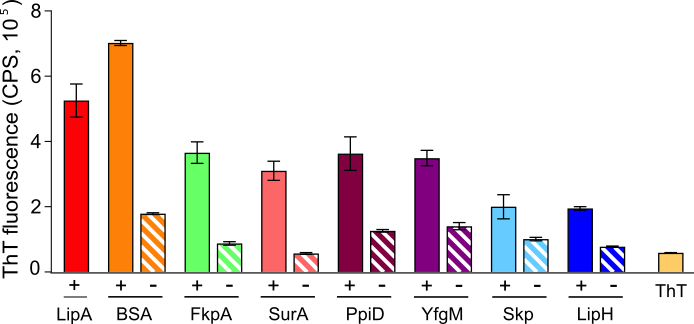 ThT fluorescence (CPS, 10⁵)
8
6
4
2
0
+ + - + - + - + - + - + - + -
LipA BSA FkpA SurA PpiD YfgM Skp LipH ThT